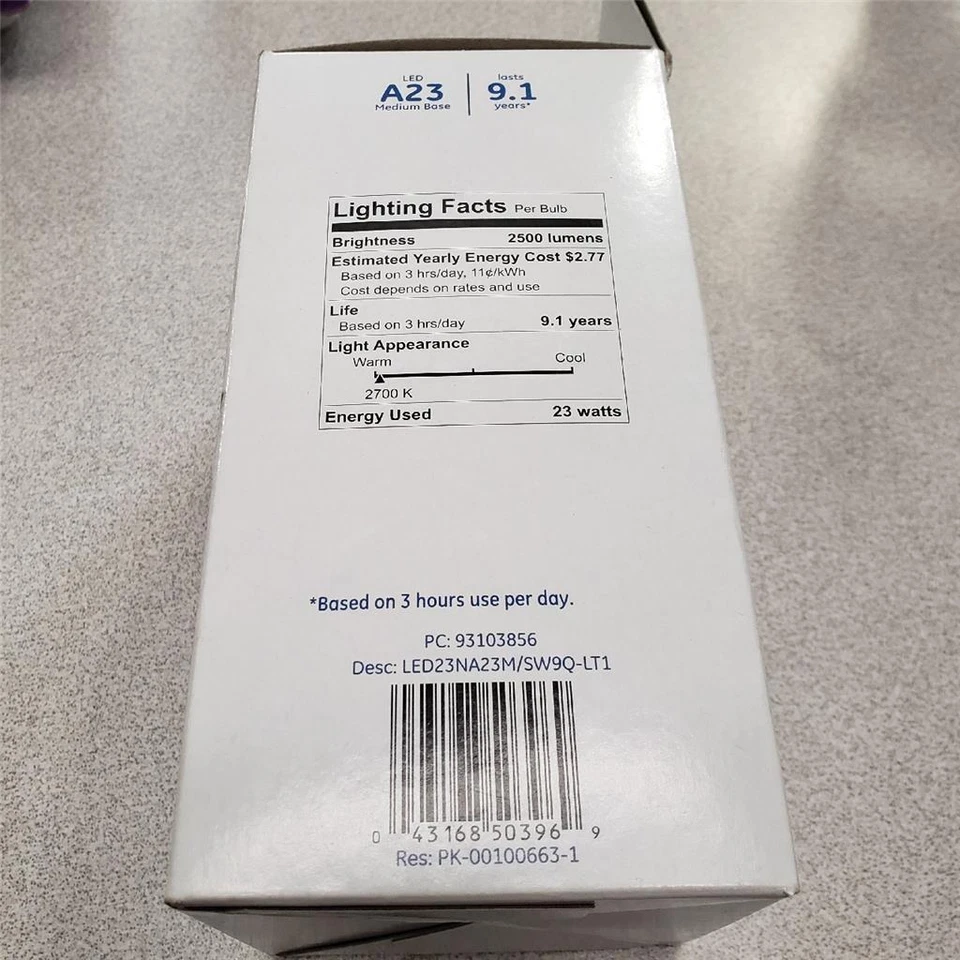 LED
A23
Medium Base
lasts
9.1
years*
Lighting Facts Per Bulb
Brightness 2500 lumens
Estimated Yearly Energy Cost $2.77
Based on 3 hrs/day, 11¢/kWh
Cost depends on rates and use
Life
Based on 3 hrs/day 9.1 years
Light Appearance
Warm Cool
2700 K
Energy Used 23 watts
*Based on 3 hours use per day.
PC: 93103856
Desc: LED23NA23M/SW9Q-LT1
0 43168 50396 9
Res: PK-00100663-1